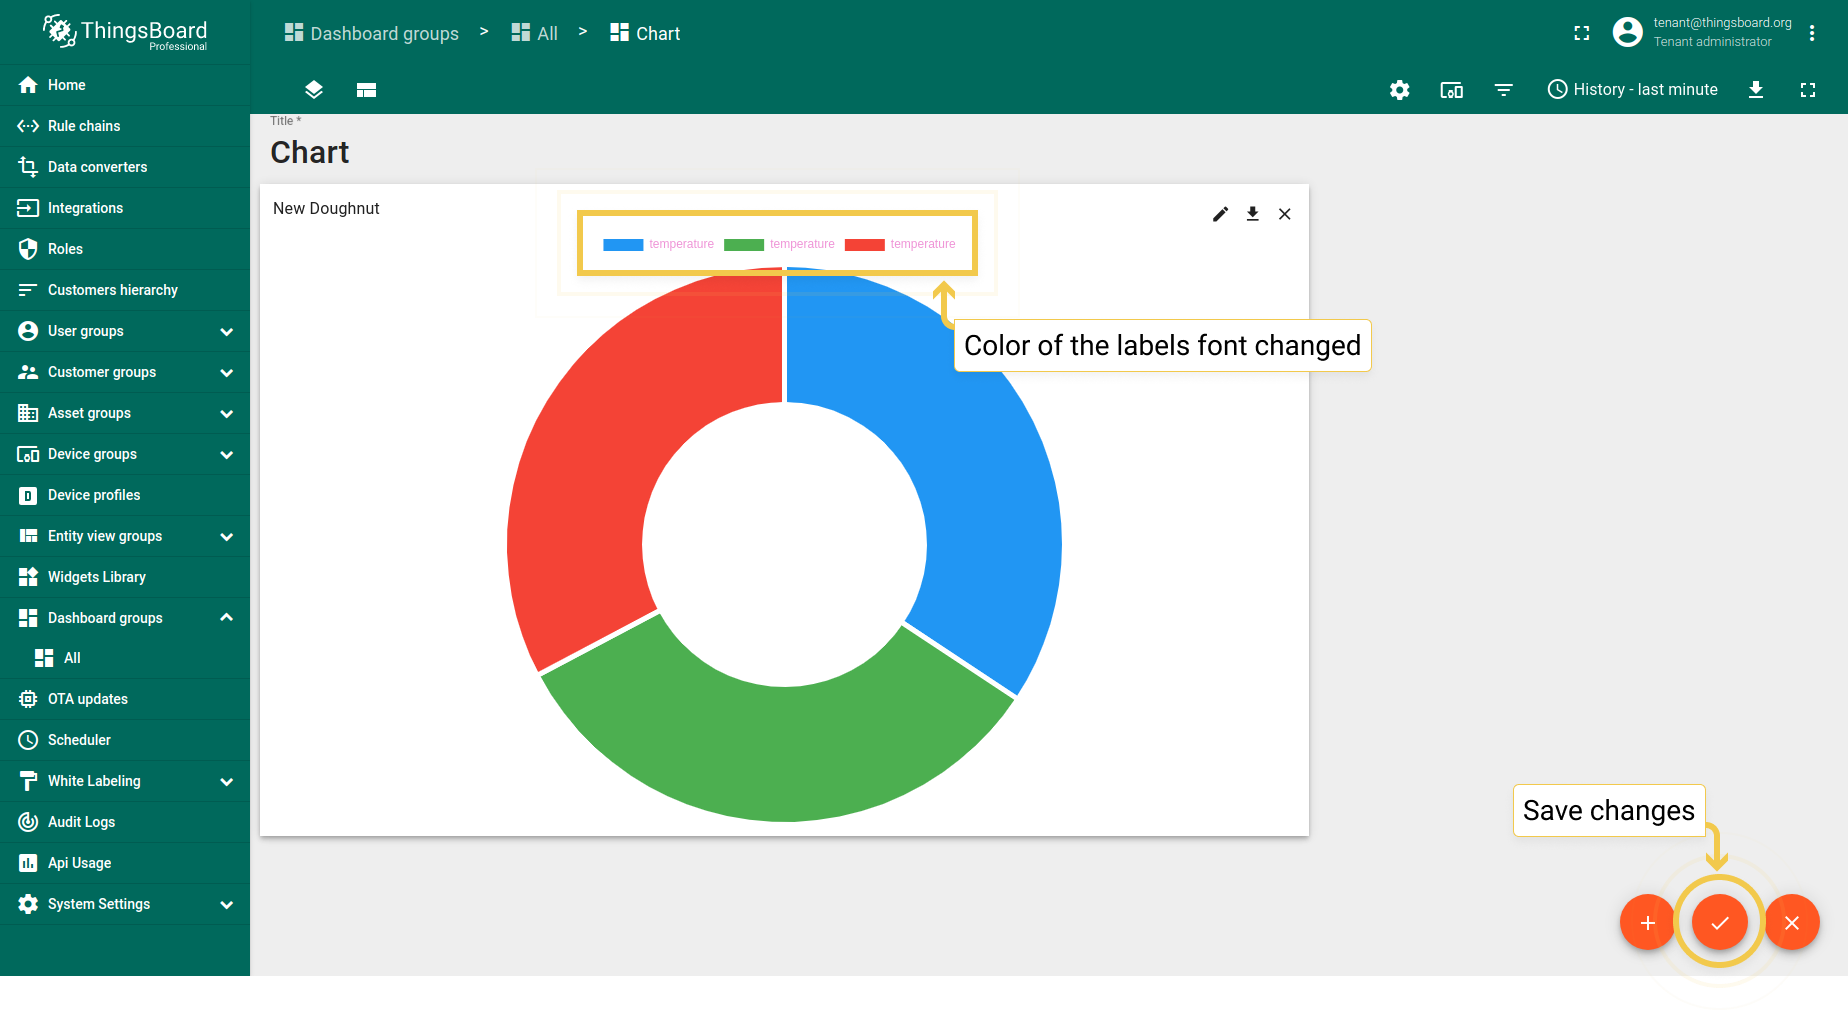 ThingsBoard
Professional
Dashboard groups > All > Chart
tenant@thingsboard.org
Tenant administrator
History - last minute
Home
Rule chains
Data converters
Integrations
Roles
Customers hierarchy
User groups
Customer groups
Asset groups
Device groups
Device profiles
Entity view groups
Widgets Library
Dashboard groups
All
OTA updates
Scheduler
White Labeling
Audit Logs
Api Usage
System Settings
Title *
Chart
New Doughnut
temperature temperature temperature
Color of the labels font changed
Save changes